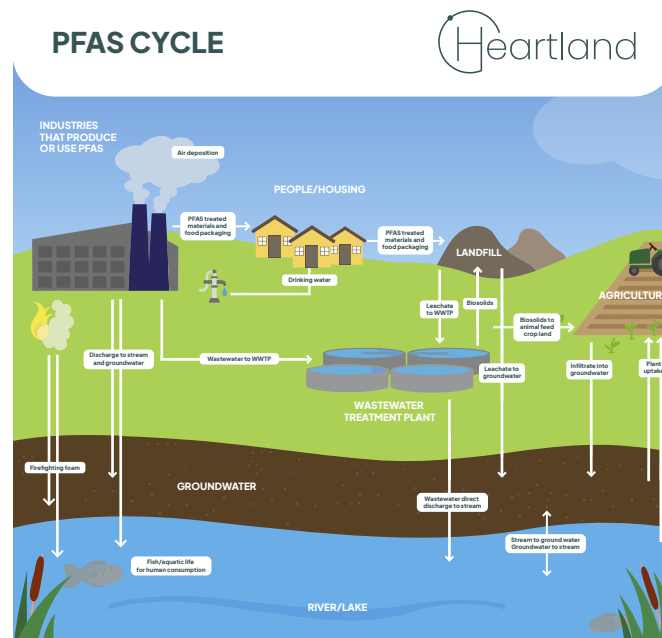 PFAS CYCLE
Heartland
INDUSTRIES
THAT PRODUCE
OR USE PFAS
Air deposition
PEOPLE/HOUSING
PFAS treated
materials and
food packaging
PFAS treated
materials and
food packaging
LANDFILL
Drinking water
AGRICULTUR
Leachate
to WWTP
Biosolids
Biosolids to
animal feed
crop land
Discharge to stream
and groundwater
Wastewater to WWTP
Leachate to
groundwater
Infiltrate into
groundwater
Plant
uptake
WASTEWATER
TREATMENT PLANT
Firefighting foam
GROUNDWATER
Wastewater direct
discharge to stream
Stream to ground water
Groundwater to stream
Fish/aquatic life
for human consumption
RIVER/LAKE